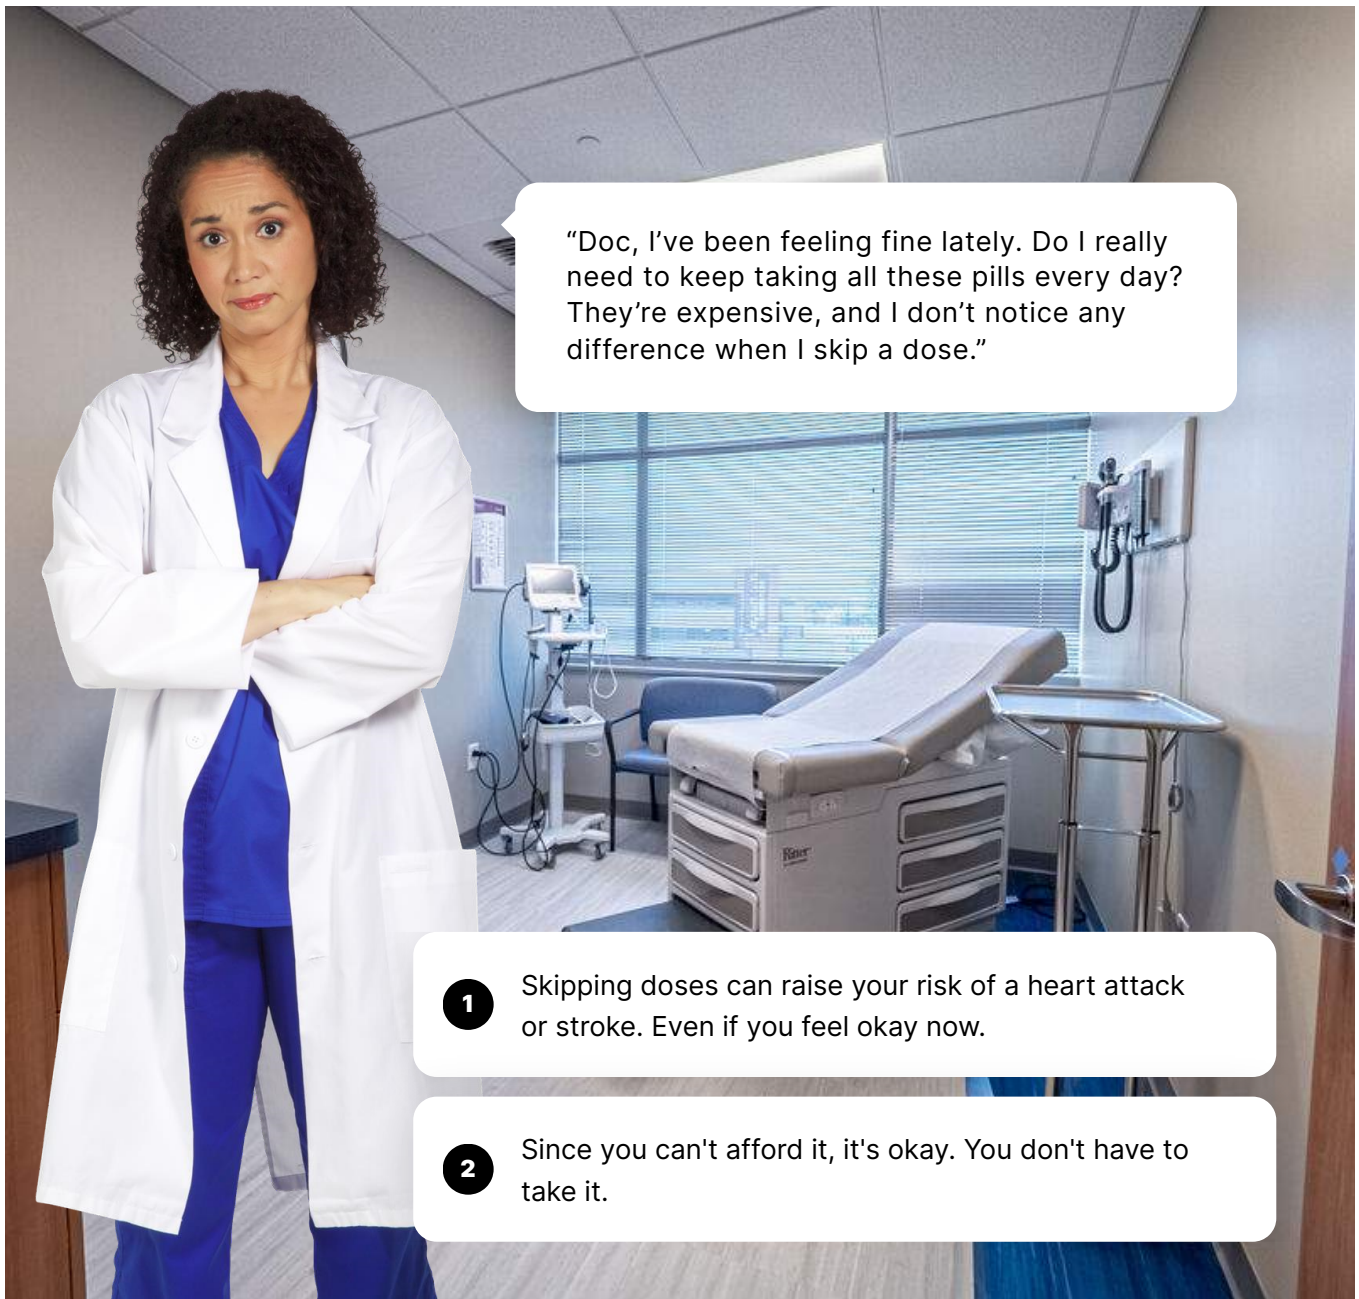 “Doc, I’ve been feeling fine lately. Do I really
need to keep taking all these pills every day?
They’re expensive, and I don’t notice any
difference when I skip a dose.”
Ritter
1
Skipping doses can raise your risk of a heart attack
or stroke. Even if you feel okay now.
2
Since you can't afford it, it's okay. You don't have to
take it.